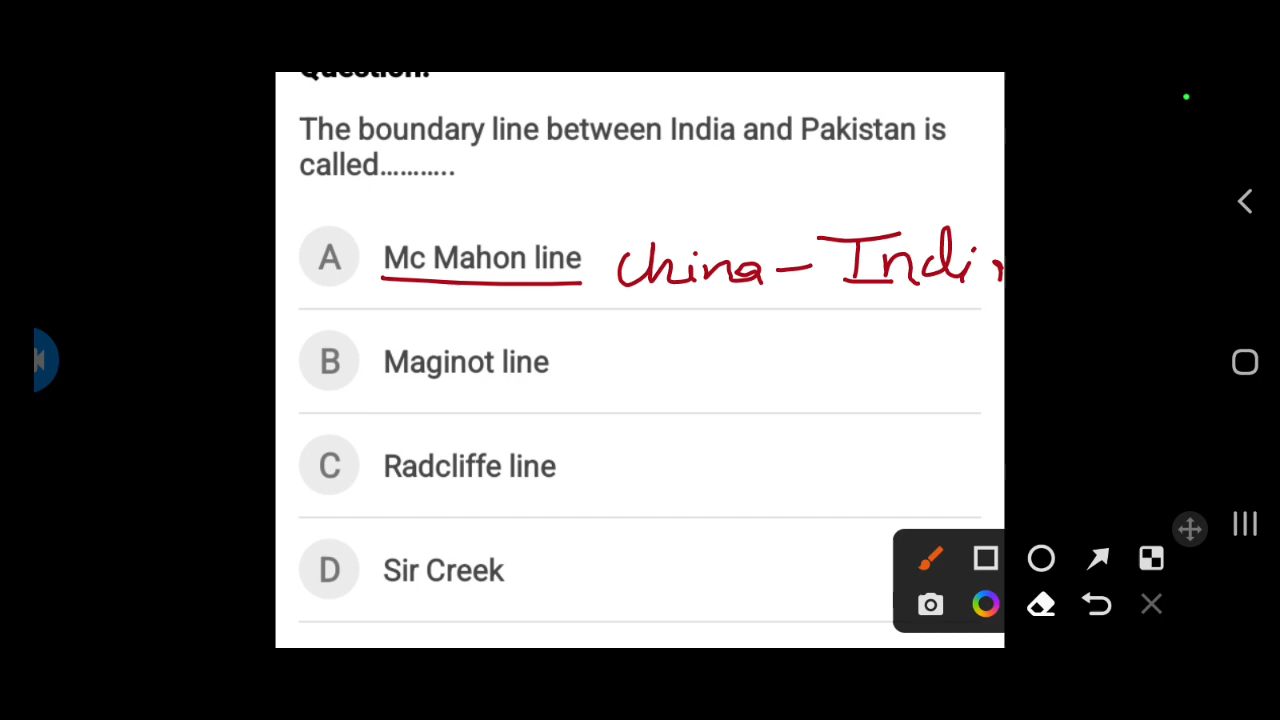 Question:
The boundary line between India and Pakistan is
called...........
A Mc Mahon line China - Indi
B Maginot line
C Radcliffe line
D Sir Creek